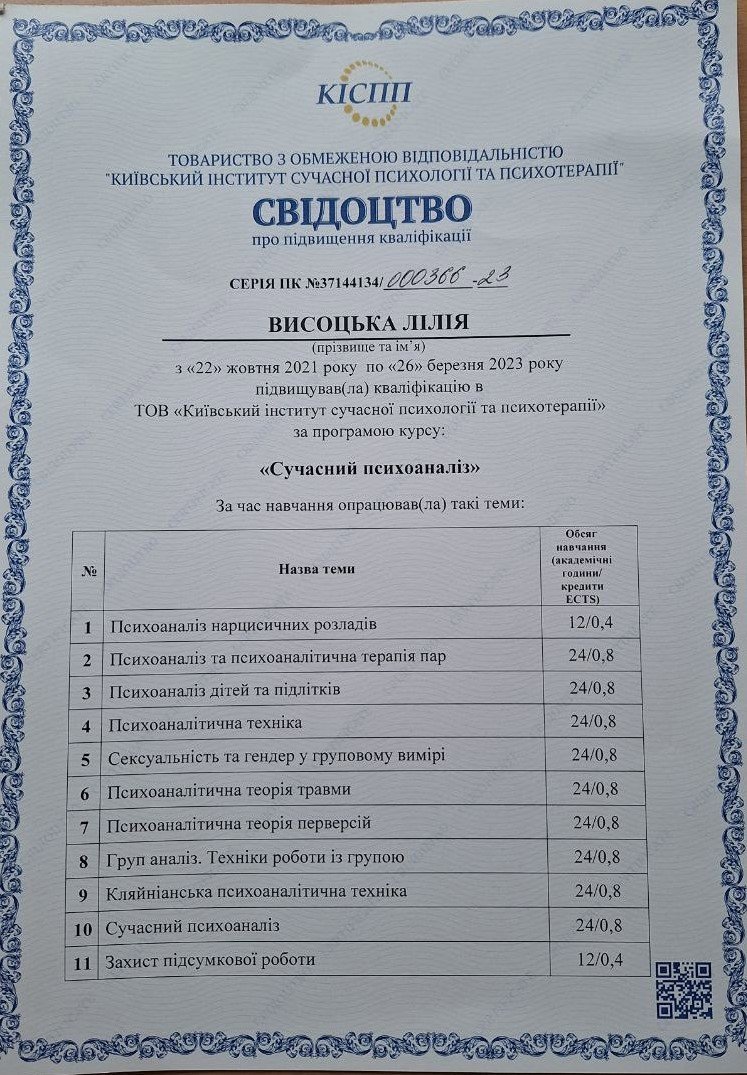 КІСПП
ТОВАРИСТВО З ОБМЕЖЕНОЮ ВІДПОВІДАЛЬНІСТЮ
"КИЇВСЬКИЙ ІНСТИТУТ СУЧАСНОЇ ПСИХОЛОГІЇ ТА ПСИХОТЕРАПІЇ"
СВІДОЦТВО
про підвищення кваліфікації
СЕРІЯ ПК №37144134/ 000366 -23
ВИСОЦЬКА ЛІЛІЯ
(прізвище та ім’я)
з «22» жовтня 2021 року по «26» березня 2023 року
підвищував(ла) кваліфікацію в
ТОВ «Київський інститут сучасної психології та психотерапії»
за програмою курсу:
«Сучасний психоаналіз»
За час навчання опрацював(ла) такі теми:
№ Назва теми Обсяг навчання (академічні години/ кредити ECTS)
1 Психоаналіз нарцисичних розладів 12/0,4
2 Психоаналіз та психоаналітична терапія пар 24/0,8
3 Психоаналіз дітей та підлітків 24/0,8
4 Психоаналітична техніка 24/0,8
5 Сексуальність та гендер у груповому вимірі 24/0,8
6 Психоаналітична теорія травми 24/0,8
7 Психоаналітична теорія перверсій 24/0,8
8 Груп аналіз. Техніки роботи із групою 24/0,8
9 Кляйніанська психоаналітична техніка 24/0,8
10 Сучасний психоаналіз 24/0,8
11 Захист підсумкової роботи 12/0,4